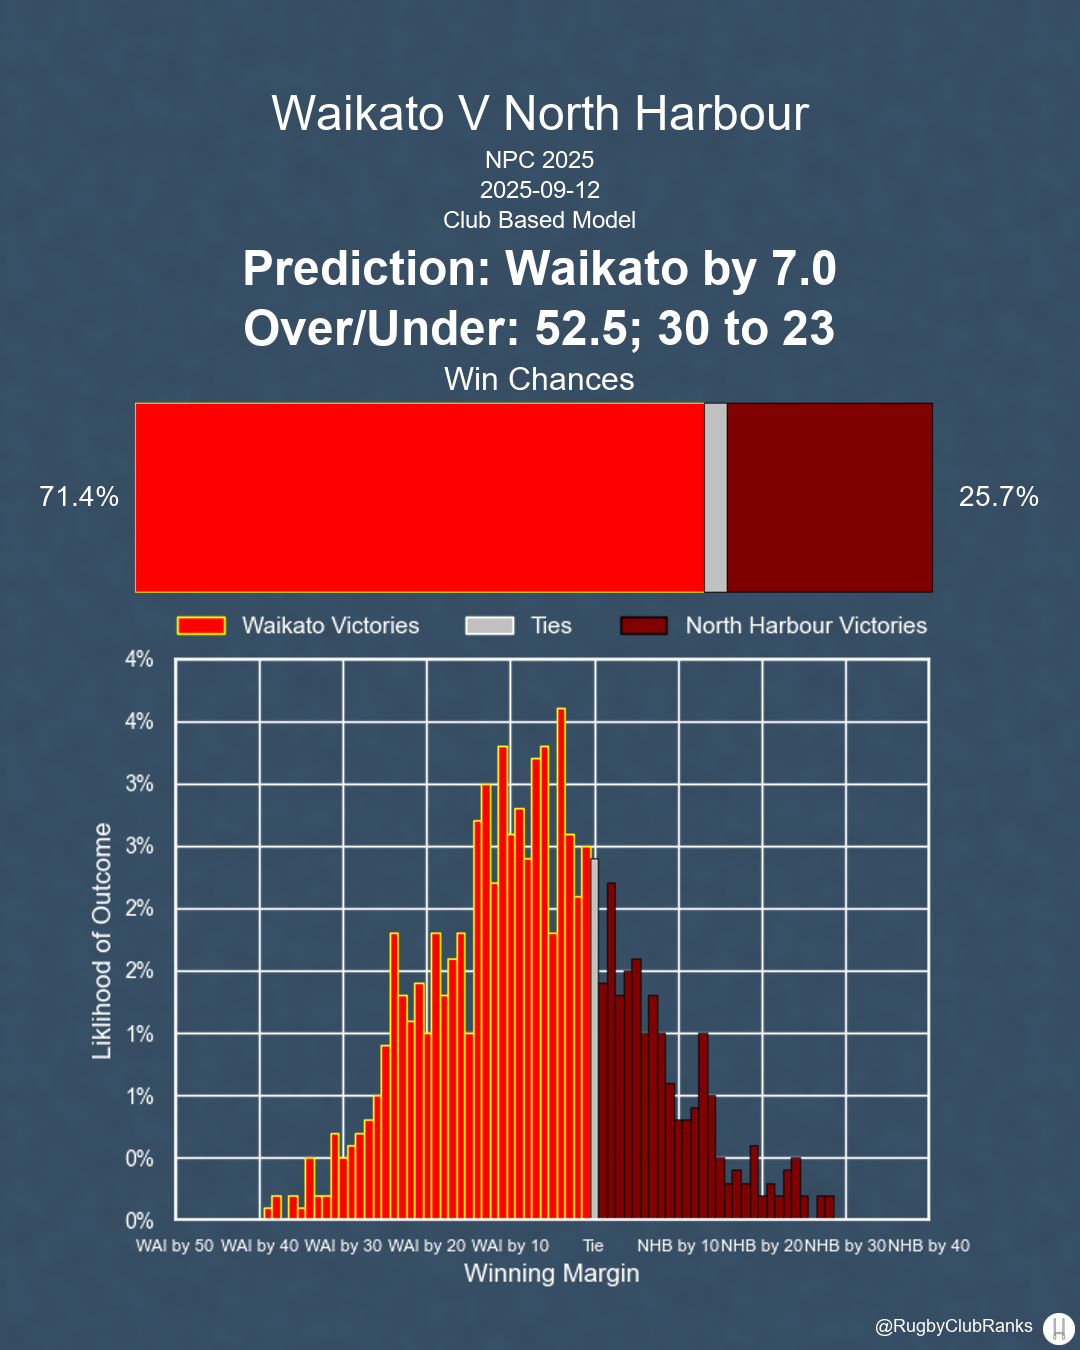 Waikato V North Harbour
NPC 2025
2025-09-12
Club Based Model
Prediction: Waikato by 7.0
Over/Under: 52.5; 30 to 23
Win Chances
71.4%
25.7%
Waikato Victories
Ties
North Harbour Victories
4%
4%
3%
3%
2%
2%
1%
1%
0%
0%
Liklihood of Outcome
WAI by 50 WAI by 40 WAI by 30 WAI by 20 WAI by 10 Tie NHB by 10 NHB by 20 NHB by 30 NHB by 40
Winning Margin
@RugbyClubRanks